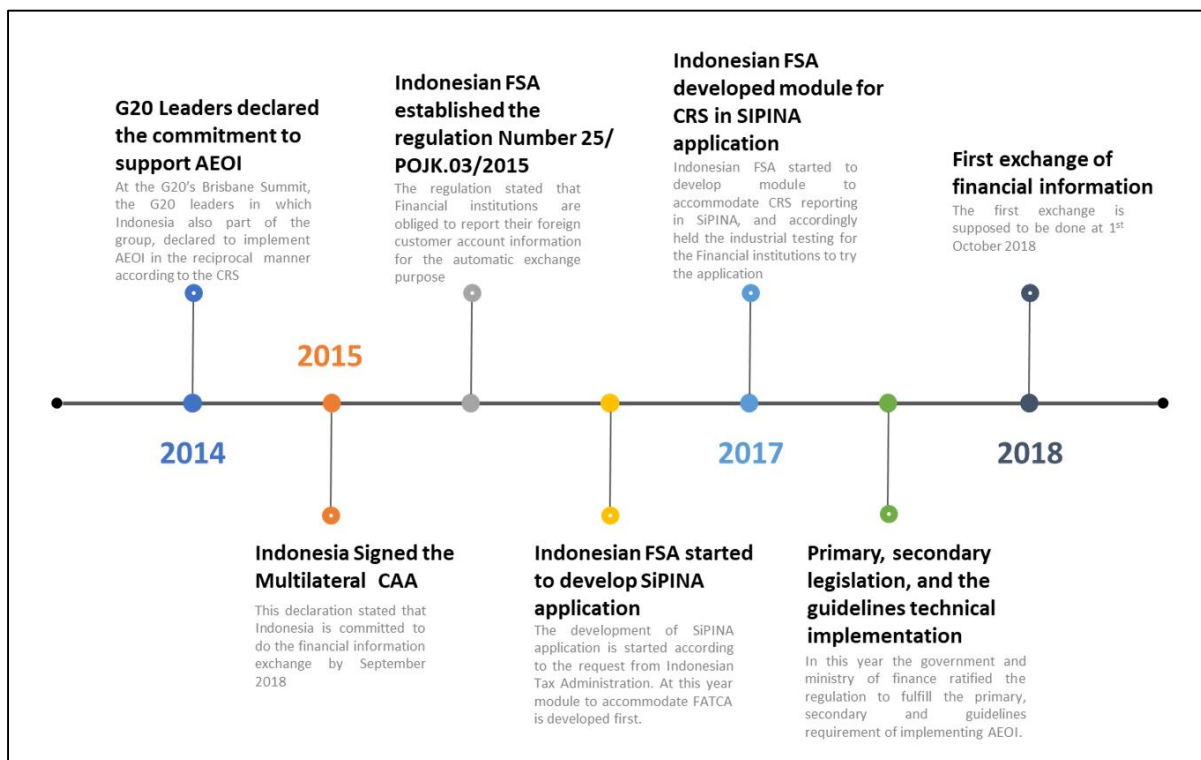 G20 Leaders declared
the commitment to
support AEOI
At the G20's Brisbane Summit,
the G20 leaders in which
Indonesia also part of the
group, declared to implement
AEOI in the reciprocal manner
according to the CRS
Indonesian FSA
established the
regulation Number 25/
POJK.03/2015
The regulation stated that
Financial institutions are
obliged to report their foreign
customer account information
for the automatic exchange
purpose
Indonesian FSA
developed module for
CRS in SIPINA
application
Indonesian FSA started to
develop module to
accommodate CRS reporting
in SiPINA, and accordingly
held the industrial testing for
the Financial institutions to try
the application
First exchange of
financial information
The first exchange is
supposed to be done at 1st
October 2018
2015
2014
2017
2018
Indonesia Signed the
Multilateral CAA
This declaration stated that
Indonesia is committed to
do the financial information
exchange by September
2018
Indonesian FSA started
to develop SiPINA
application
The development of SiPINA
application is started according
to the request from Indonesian
Tax Administration. At this year
module to accommodate FATCA
is developed first.
Primary, secondary
legislation, and the
guidelines technical
implementation
In this year the government and
ministry of finance ratified the
regulation to fulfill the primary,
secondary and guidelines
requirement of implementing AEOI.